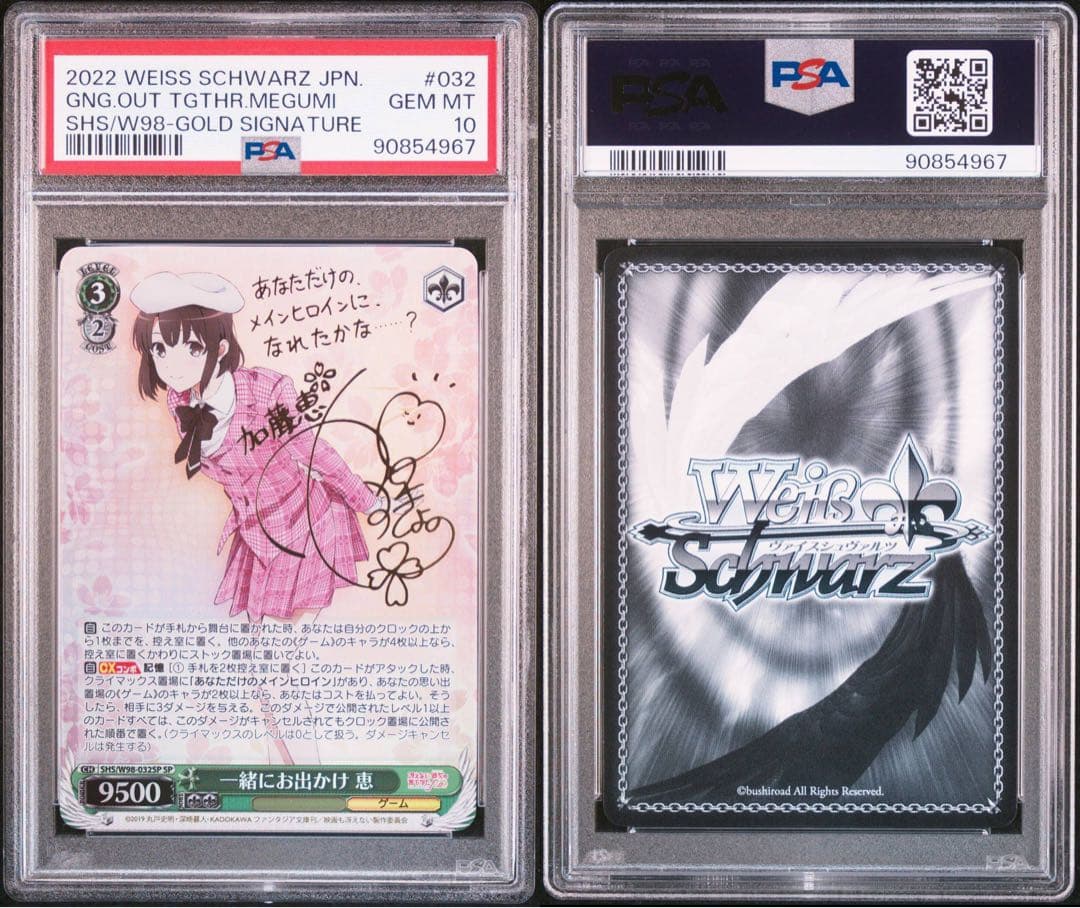 2022 WEISS SCHWARZ JPN. #032
GNG.OUT TGTHR.MEGUMI GEM MT
SHS/W98-GOLD SIGNATURE 10
PSA 90854967
LEVEL
3
2
COST
あなただけの、
メインヒロインに、
なれたかな……?
加藤恵
自 このカードが手札から舞台に置かれた時、あなたは自分のクロックの上か
ら1枚までを、控え室に置く。他のあなたの《ゲーム》のキャラが4枚以上なら、
控え室に置くかわりにストック置場に置いてよい。
自 CXコンボ 記憶 [① 手札を2枚控え室に置く] このカードがアタックした時、
クライマックス置場に「あなただけのメインヒロイン」があり、あなたの思い出
置場の《ゲーム》のキャラが2枚以上なら、あなたはコストを払ってよい。そう
したら、相手に3ダメージを与える。このダメージで公開されたレベル1以上
のカードすべては、このダメージがキャンセルされてもクロック置場に公開さ
れた順番で置く。(クライマックスのレベルは0として扱う。ダメージキャンセ
ルは発生する)
CH SHS/W98-032SP SP
9500 一緒にお出かけ 恵
ゲーム
©2019 丸戸史明・深崎暮人・KADOKAWA ファンタジア文庫刊/映画も冴えない製作委員会
PSA
PSA
PSA
90854967
Weiß
ヴァイスシュヴァルツ
Schwarz
©bushiroad All Rights Reserved.
PSA